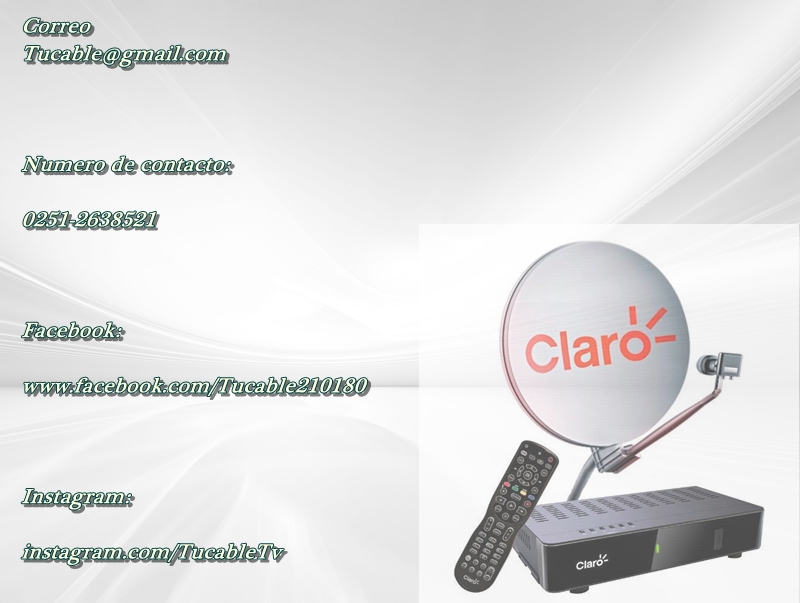 Correo
Tucable@gmail.com
Numero de contacto:
0251-2638521
Facebook:
www.facebook.com/Tucable210180
Instagram:
instagram.com/TucableTv
Claro
Claro